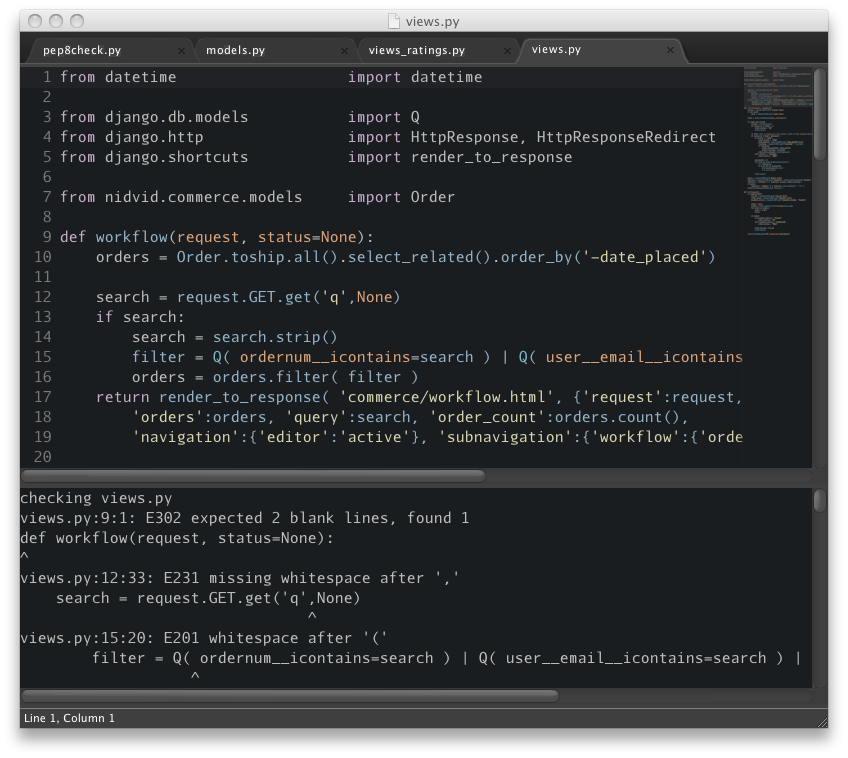 views.py
pep8check.py × models.py × views_ratings.py × views.py ×
1 from datetime                   import datetime
2
3 from django.db.models           import Q
4 from django.http                import HttpResponse, HttpResponseRedirect
5 from django.shortcuts           import render_to_response
6
7 from nidvid.commerce.models     import Order
8
9 def workflow(request, status=None):
10     orders = Order.toship.all().select_related().order_by('-date_placed')
11
12     search = request.GET.get('q',None)
13     if search:
14         search = search.strip()
15         filter = Q( ordernum__icontains=search ) | Q( user__email__icontains
16         orders = orders.filter( filter )
17     return render_to_response( 'commerce/workflow.html', {'request':request,
18         'orders':orders, 'query':search, 'order_count':orders.count(),
19         'navigation':{'editor':'active'}, 'subnavigation':{'workflow':{'orde
20
checking views.py
views.py:9:1: E302 expected 2 blank lines, found 1
def workflow(request, status=None):
^
views.py:12:33: E231 missing whitespace after ','
    search = request.GET.get('q',None)
                                ^
views.py:15:20: E201 whitespace after '('
        filter = Q( ordernum__icontains=search ) | Q( user__email__icontains=search ) |
                   ^
Line 1, Column 1